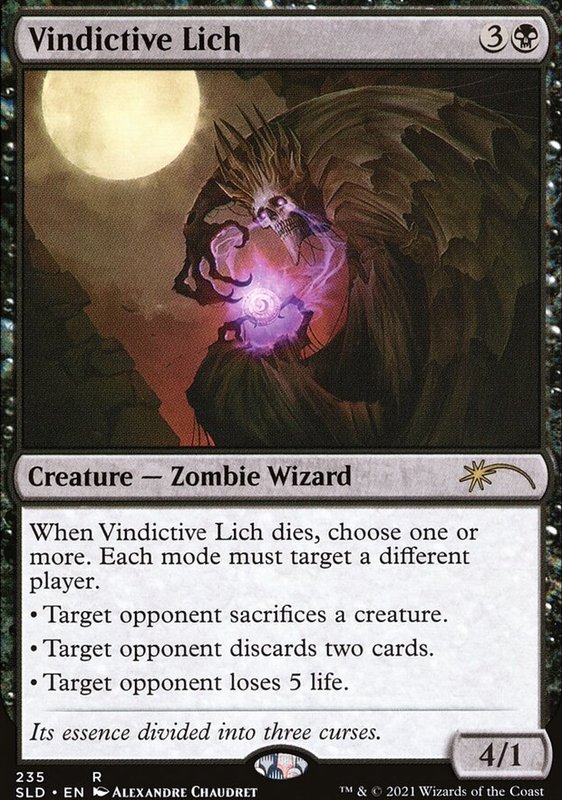 Vindictive Lich 3
Creature — Zombie Wizard
When Vindictive Lich dies, choose one or
more. Each mode must target a different
player.
• Target opponent sacrifices a creature.
• Target opponent discards two cards.
• Target opponent loses 5 life.
Its essence divided into three curses.
4/1
235 R
SLD • EN Alexandre Chaudret
™ & © 2021 Wizards of the Coast